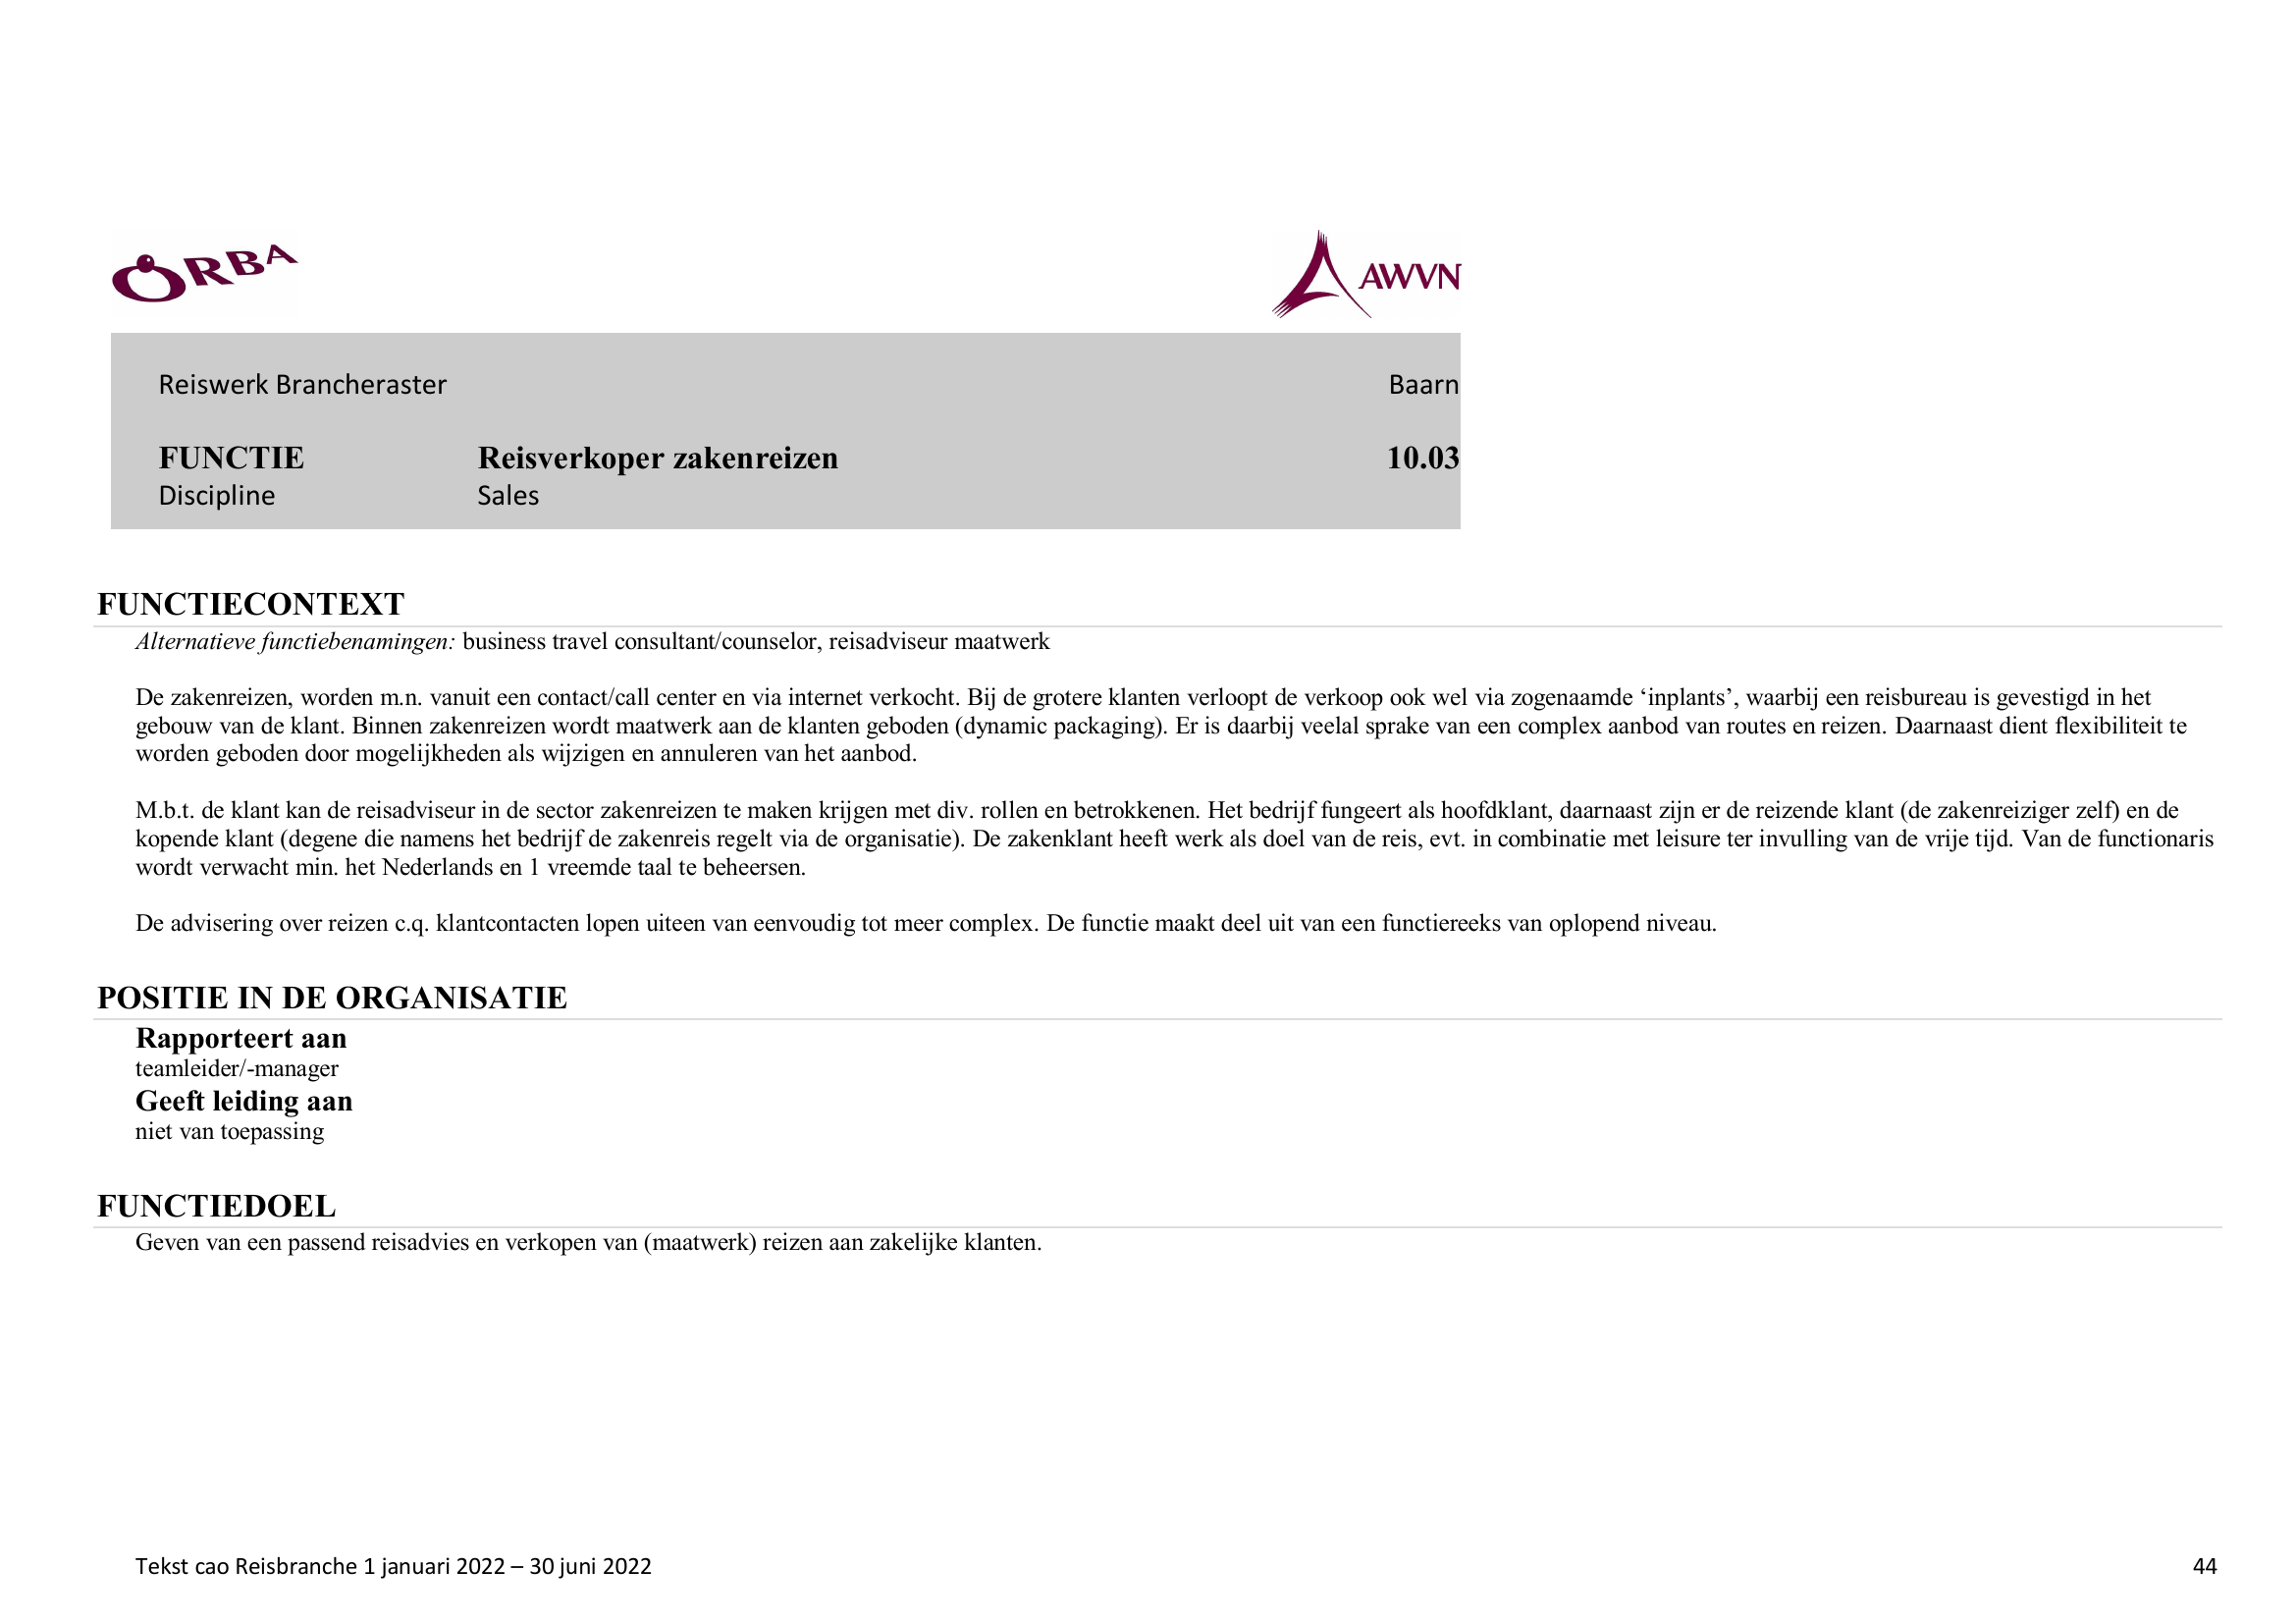 ORBA
AWVN
Reiswerk Brancheraster Baarn
FUNCTIE Reisverkoper zakenreizen 10.03
Discipline Sales
FUNCTIECONTEXT
Alternatieve functiebenamingen: business travel consultant/counselor, reisadviseur maatwerk
De zakenreizen, worden m.n. vanuit een contact/call center en via internet verkocht. Bij de grotere klanten verloopt de verkoop ook wel via zogenaamde ‘inplants’, waarbij een reisbureau is gevestigd in het
gebouw van de klant. Binnen zakenreizen wordt maatwerk aan de klanten geboden (dynamic packaging). Er is daarbij veelal sprake van een complex aanbod van routes en reizen. Daarnaast dient flexibiliteit te
worden geboden door mogelijkheden als wijzigen en annuleren van het aanbod.
M.b.t. de klant kan de reisadviseur in de sector zakenreizen te maken krijgen met div. rollen en betrokkenen. Het bedrijf fungeert als hoofdklant, daarnaast zijn er de reizende klant (de zakenreiziger zelf) en de
kopende klant (degene die namens het bedrijf de zakenreis regelt via de organisatie). De zakenklant heeft werk als doel van de reis, evt. in combinatie met leisure ter invulling van de vrije tijd. Van de functionaris
wordt verwacht min. het Nederlands en 1 vreemde taal te beheersen.
De advisering over reizen c.q. klantcontacten lopen uiteen van eenvoudig tot meer complex. De functie maakt deel uit van een functiereeks van oplopend niveau.
POSITIE IN DE ORGANISATIE
Rapporteert aan
teamleider/-manager
Geeft leiding aan
niet van toepassing
FUNCTIEDOEL
Geven van een passend reisadvies en verkopen van (maatwerk) reizen aan zakelijke klanten.
Tekst cao Reisbranche 1 januari 2022 – 30 juni 2022 44